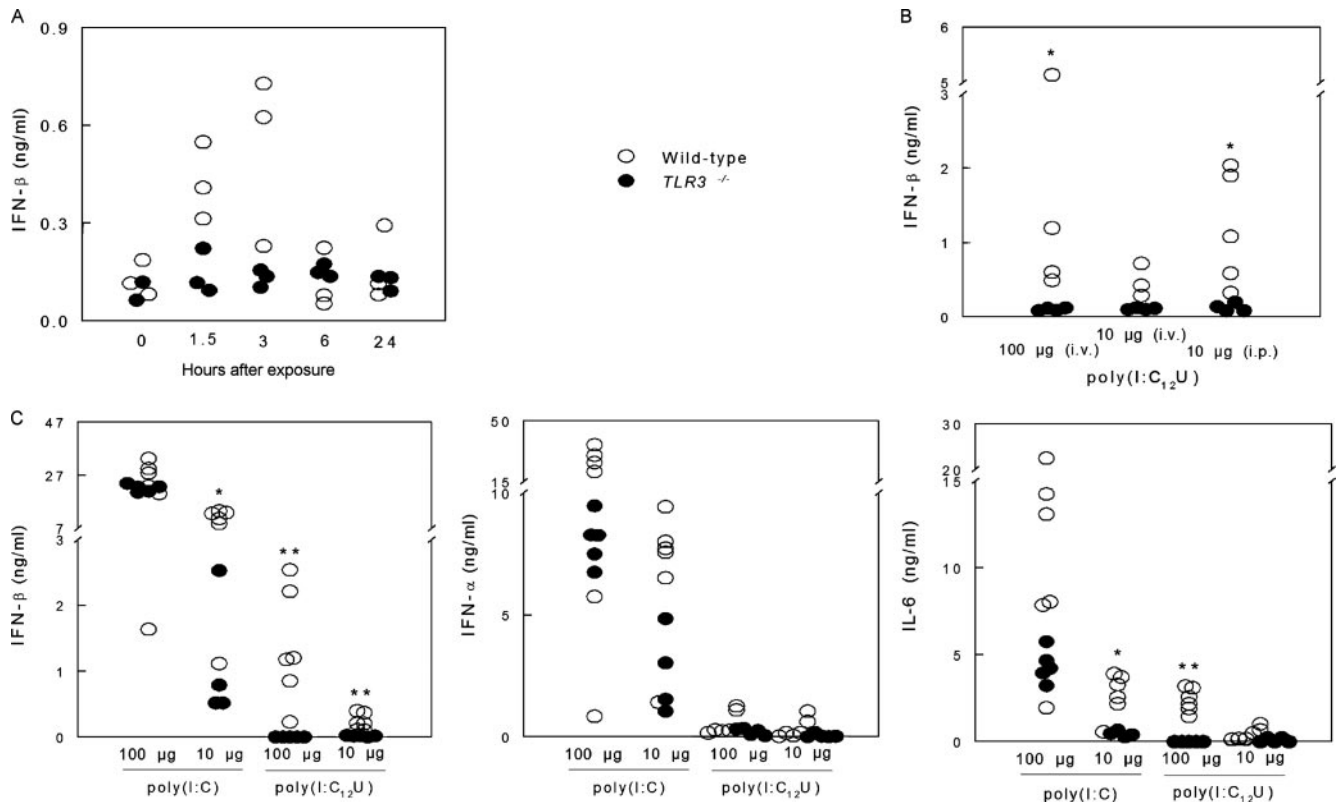 A
0.9
0.6
0.3
0.0
IFN-β (ng/ml)
0 1.5 3 6 24
Hours after exposure
Wild-type
TLR3 -/-
B
6
5
3
2
1
0
IFN-β (ng/ml)
*
*
100 µg (i.v.) 10 µg (i.v.) 10 µg (i.p.)
poly(I:C12U)
C
47
27
7
3
2
1
0
IFN-β (ng/ml)
*
**
**
100 µg 10 µg 100 µg 10 µg
poly(I:C) poly(I:C12U)
50
15
10
5
0
IFN-α (ng/ml)
100 µg 10 µg 100 µg 10 µg
poly(I:C) poly(I:C12U)
30
20
15
10
5
0
IL-6 (ng/ml)
*
**
100 µg 10 µg 100 µg 10 µg
poly(I:C) poly(I:C12U)